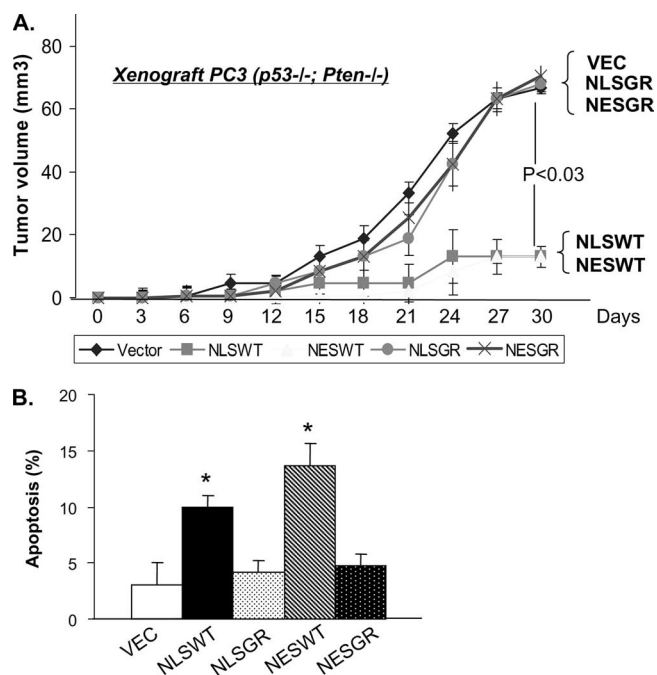 A.
Xenograft PC3 (p53-/-; Pten-/-)
Tumor volume (mm3)
80
60
40
20
0
VEC
NLSGR
NESGR
P<0.03
NLSWT
NESWT
0 3 6 9 12 15 18 21 24 27 30 Days
Vector NLSWT NESWT NLSGR NESGR
B.
Apoptosis (%)
20
15
10
5
0
* *
VEC NLSWT NLSGR NESWT NESGR